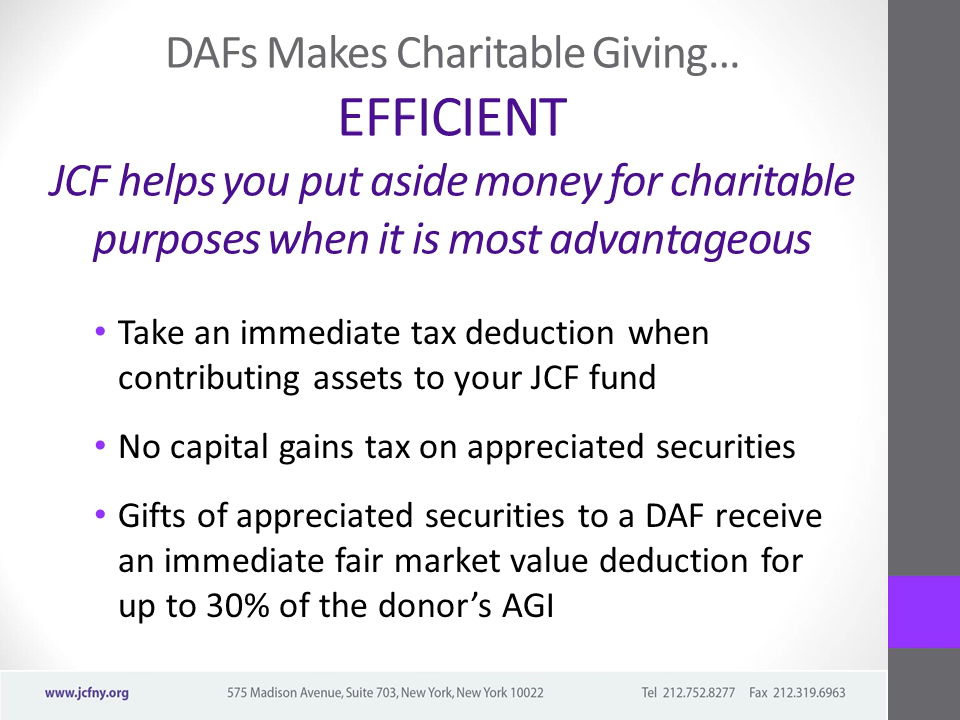 DAFs Makes Charitable Giving...
EFFICIENT
JCF helps you put aside money for charitable
purposes when it is most advantageous
• Take an immediate tax deduction when
contributing assets to your JCF fund
• No capital gains tax on appreciated securities
• Gifts of appreciated securities to a DAF receive
an immediate fair market value deduction for
up to 30% of the donor’s AGI
www.jcfny.org 575 Madison Avenue, Suite 703, New York, New York 10022 Tel 212.752.8277 Fax 212.319.6963